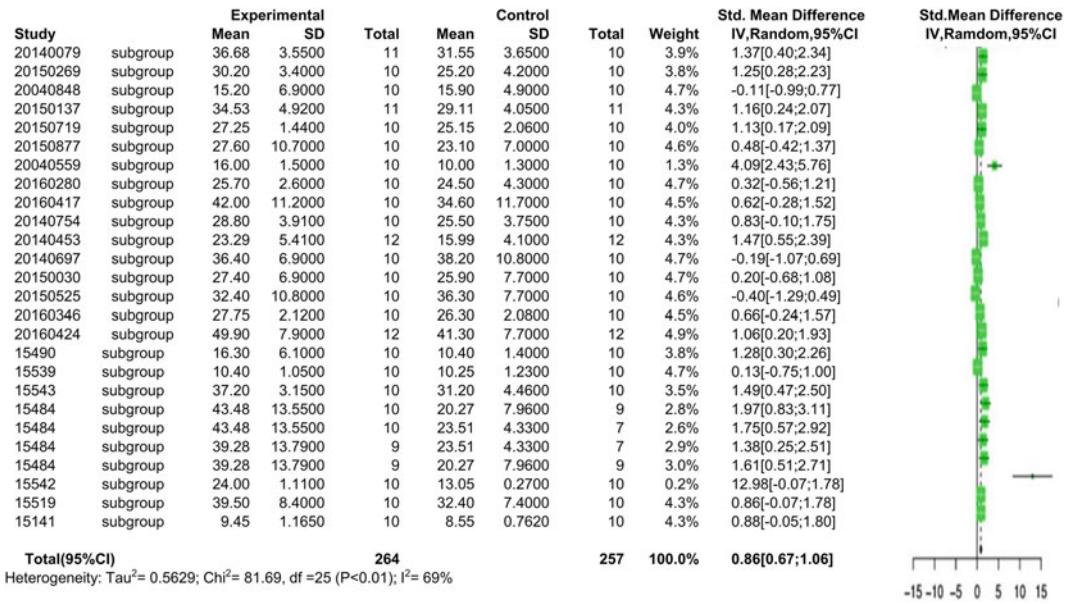 Experimental Control Std. Mean Difference Std.Mean Difference
Study Mean SD Total Mean SD Total Weight IV,Random,95%CI IV,Ramdom,95%CI
20140079 subgroup 36.68 3.5500 11 31.55 3.6500 10 3.9% 1.37[0.40;2.34]
20150269 subgroup 30.20 3.4000 10 25.20 4.2000 10 3.8% 1.25[0.28;2.23]
20040848 subgroup 15.20 6.9000 10 15.90 4.9000 10 4.7% -0.11[-0.99;0.77]
20150137 subgroup 34.53 4.9200 11 29.11 4.0500 11 4.3% 1.16[0.24;2.07]
20150719 subgroup 27.25 1.4400 10 25.15 2.0600 10 4.0% 1.13[0.17;2.09]
20150877 subgroup 27.60 10.7000 10 23.10 7.0000 10 4.6% 0.48[-0.42;1.37]
20040559 subgroup 16.00 1.5000 10 10.00 1.3000 10 1.3% 4.09[2.43;5.76]
20160280 subgroup 25.70 2.6000 10 24.50 4.3000 10 4.7% 0.32[-0.56;1.21]
20160417 subgroup 42.00 11.2000 10 34.60 11.7000 10 4.5% 0.62[-0.28;1.52]
20140754 subgroup 28.80 3.9100 10 25.50 3.7500 10 4.3% 0.83[-0.10;1.75]
20140453 subgroup 23.29 5.4100 12 15.99 4.1000 12 4.3% 1.47[0.55;2.39]
20140697 subgroup 36.40 6.9000 10 38.20 10.8000 10 4.7% -0.19[-1.07;0.69]
20150030 subgroup 27.40 6.9000 10 25.90 7.7000 10 4.7% 0.20[-0.68;1.08]
20150525 subgroup 32.40 10.8000 10 36.30 7.7000 10 4.6% -0.40[-1.29;0.49]
20160346 subgroup 27.75 2.1200 10 26.30 2.0800 10 4.5% 0.66[-0.24;1.57]
20160424 subgroup 49.90 7.9000 12 41.30 7.7000 12 4.9% 1.06[0.20;1.93]
15490 subgroup 16.30 6.1000 10 10.40 1.4000 10 3.8% 1.28[0.30;2.26]
15539 subgroup 10.40 1.0500 10 10.25 1.2300 10 4.7% 0.13[-0.75;1.00]
15543 subgroup 37.20 3.1500 10 31.20 4.4600 10 3.5% 1.49[0.47;2.50]
15484 subgroup 43.48 13.5500 10 20.27 7.9600 9 2.8% 1.97[0.83;3.11]
15484 subgroup 43.48 13.5500 10 23.51 4.3300 7 2.6% 1.75[0.57;2.92]
15484 subgroup 39.28 13.7900 9 23.51 4.3300 7 2.9% 1.38[0.25;2.51]
15484 subgroup 39.28 13.7900 9 20.27 7.9600 9 3.0% 1.61[0.51;2.71]
15542 subgroup 24.00 1.1100 10 13.05 0.2700 10 0.2% 12.98[-0.07;1.78]
15519 subgroup 39.50 8.4000 10 32.40 7.4000 10 4.3% 0.86[-0.07;1.78]
15141 subgroup 9.45 1.1650 10 8.55 0.7620 10 4.3% 0.88[-0.05;1.80]
Total(95%CI) 264 257 100.0% 0.86[0.67;1.06]
Heterogeneity: Tau²= 0.5629; Chi²= 81.69, df =25 (P<0.01); I²= 69%
-15 -10 -5 0 5 10 15